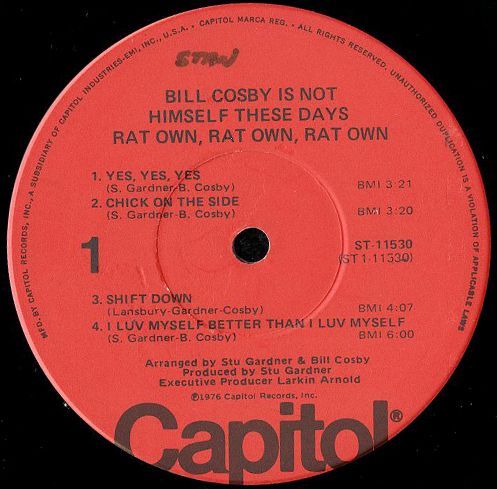 MFD. BY CAPITOL RECORDS, INC., A SUBSIDIARY OF CAPITOL INDUSTRIES-EMI, INC., U.S.A. • CAPITOL MARCA REG. • ALL RIGHTS RESERVED. UNAUTHORIZED DUPLICATION IS A VIOLATION OF APPLICABLE LAWS
STAN
BILL COSBY IS NOT
HIMSELF THESE DAYS
RAT OWN, RAT OWN, RAT OWN
1. YES, YES, YES
(S. Gardner-B. Cosby) BMI 3:21
2. CHICK ON THE SIDE
(S. Gardner-B. Cosby) BMI 3:20
1
ST-11530
(ST 1-11530)
3. SHIFT DOWN
(Lansbury-Gardner-Cosby) BMI 4:07
4. I LUV MYSELF BETTER THAN I LUV MYSELF
(S. Gardner-B. Cosby) BMI 6:00
Arranged by Stu Gardner & Bill Cosby
Produced by Stu Gardner
Executive Producer Larkin Arnold
℗1976 Capitol Records, Inc.
Capitol®